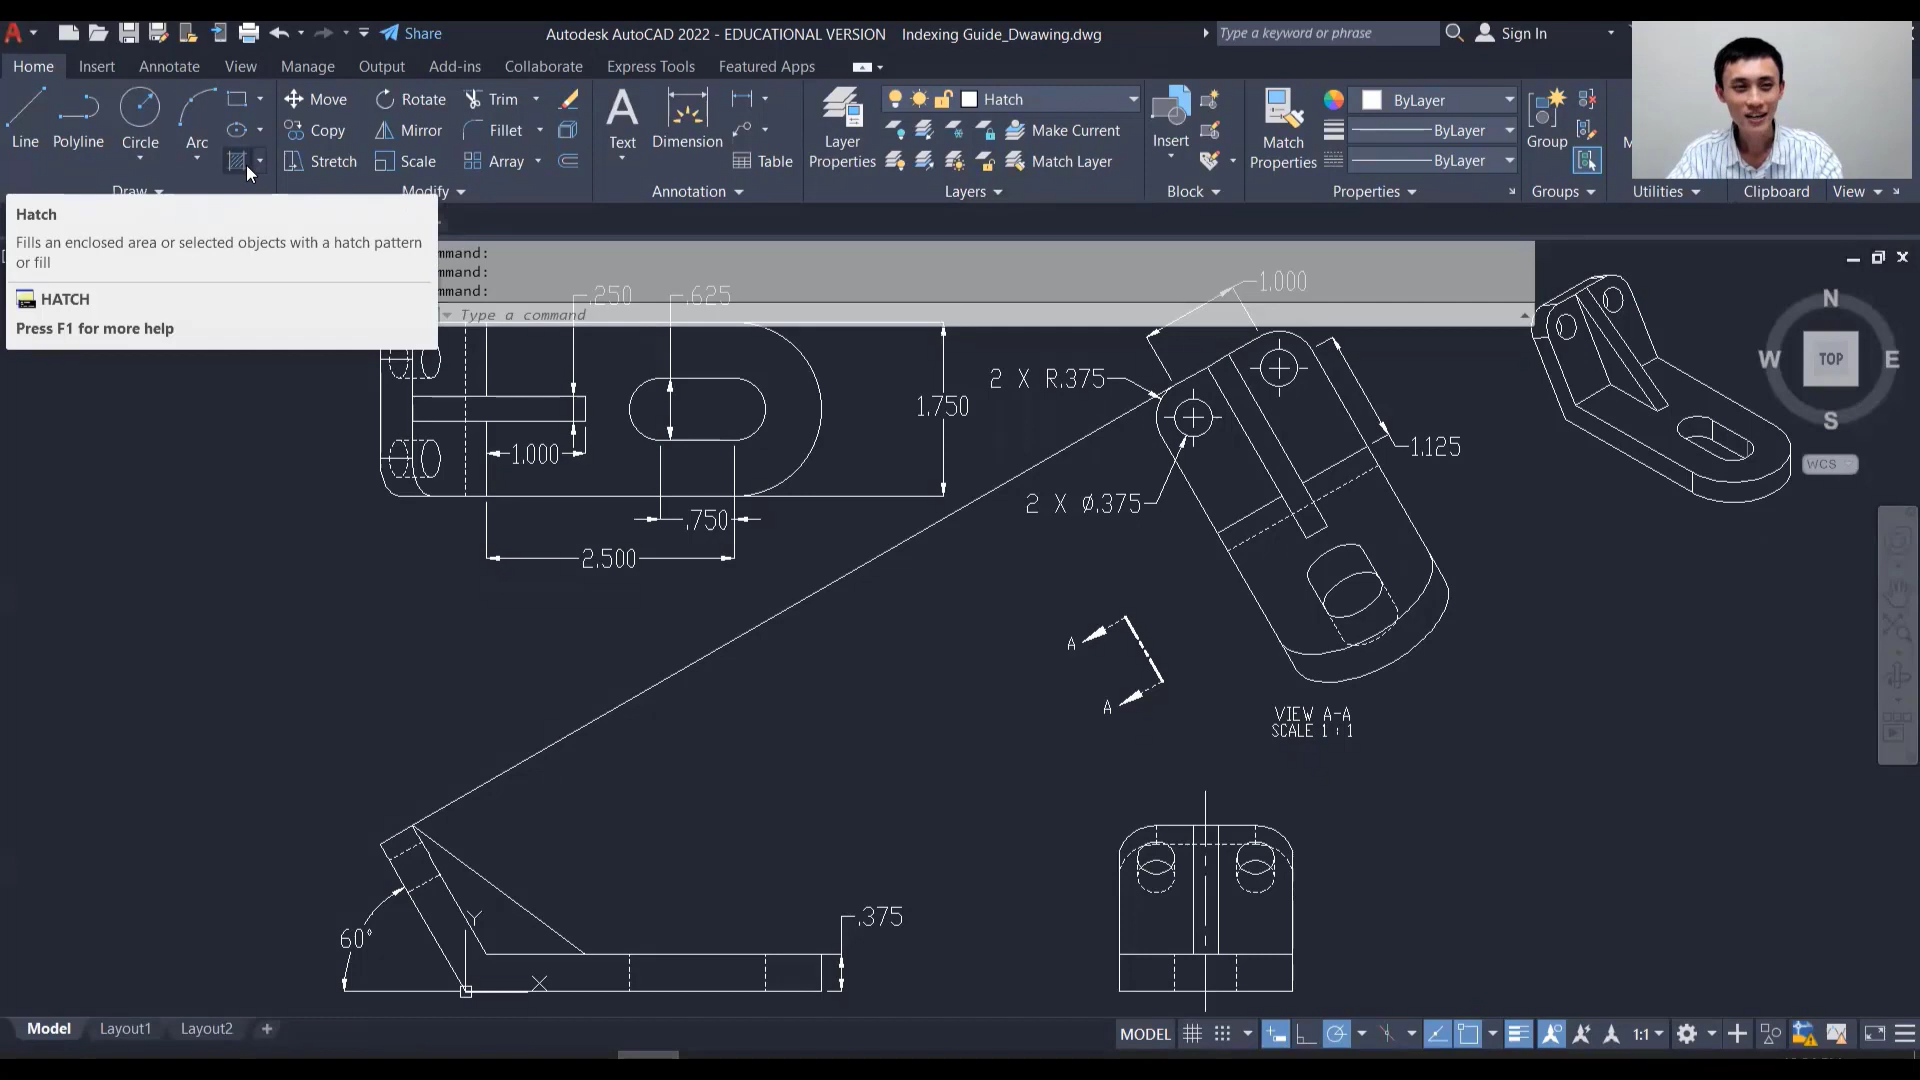 Share
Autodesk AutoCAD 2022 - EDUCATIONAL VERSION Indexing Guide_Dwawing.dwg
Type a keyword or phrase
Sign In
Home Insert Annotate View Manage Output Add-ins Collaborate Express Tools Featured Apps
Line Polyline Circle Arc
Move Rotate Trim
Copy Mirror Fillet
Stretch Scale Array
Text Dimension Table
Layer Properties
Hatch
Make Current
Match Layer
Insert
Match Properties
ByLayer
ByLayer
ByLayer
Group
Draw Modify Annotation Layers Block Properties Groups Utilities Clipboard View
Hatch
Fills an enclosed area or selected objects with a hatch pattern
or fill
HATCH
Press F1 for more help
mmand:
mmand:
mmand:
Type a command
.250
.625
1.000
N
W TOP E
S
WCS
2 X R.375
1.750
1.000
1.125
2 X Ø.375
.750
2.500
A
A
VIEW A-A
SCALE 1 : 1
60°
Y
X
.375
Model Layout1 Layout2 +
MODEL 1:1